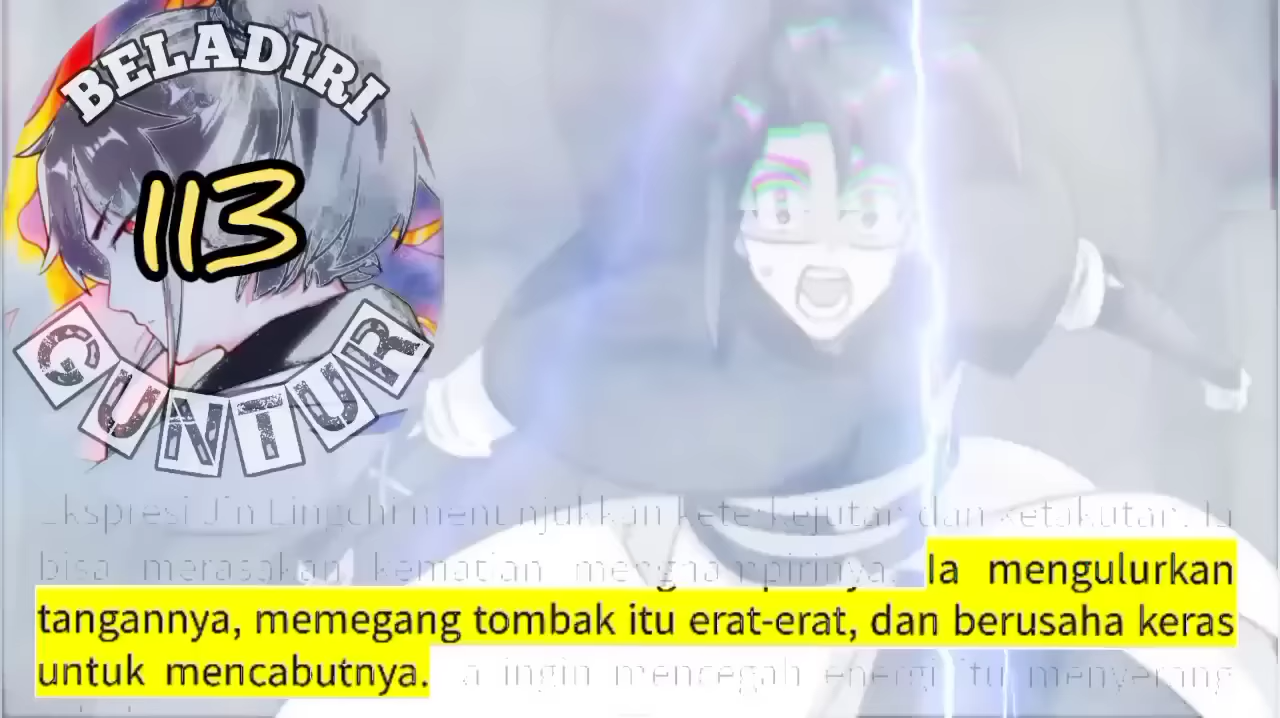 BELADIRI
113
GUNTUR
Ekspresi Jin Lingchi menunjukkan keterkejutan dan ketakutan. Ia
bisa merasakan kematian menghampirinya. Ia mengulurkan
tangannya, memegang tombak itu erat-erat, dan berusaha keras
untuk mencabutnya. Ia ingin mencegah energi itu menyerang